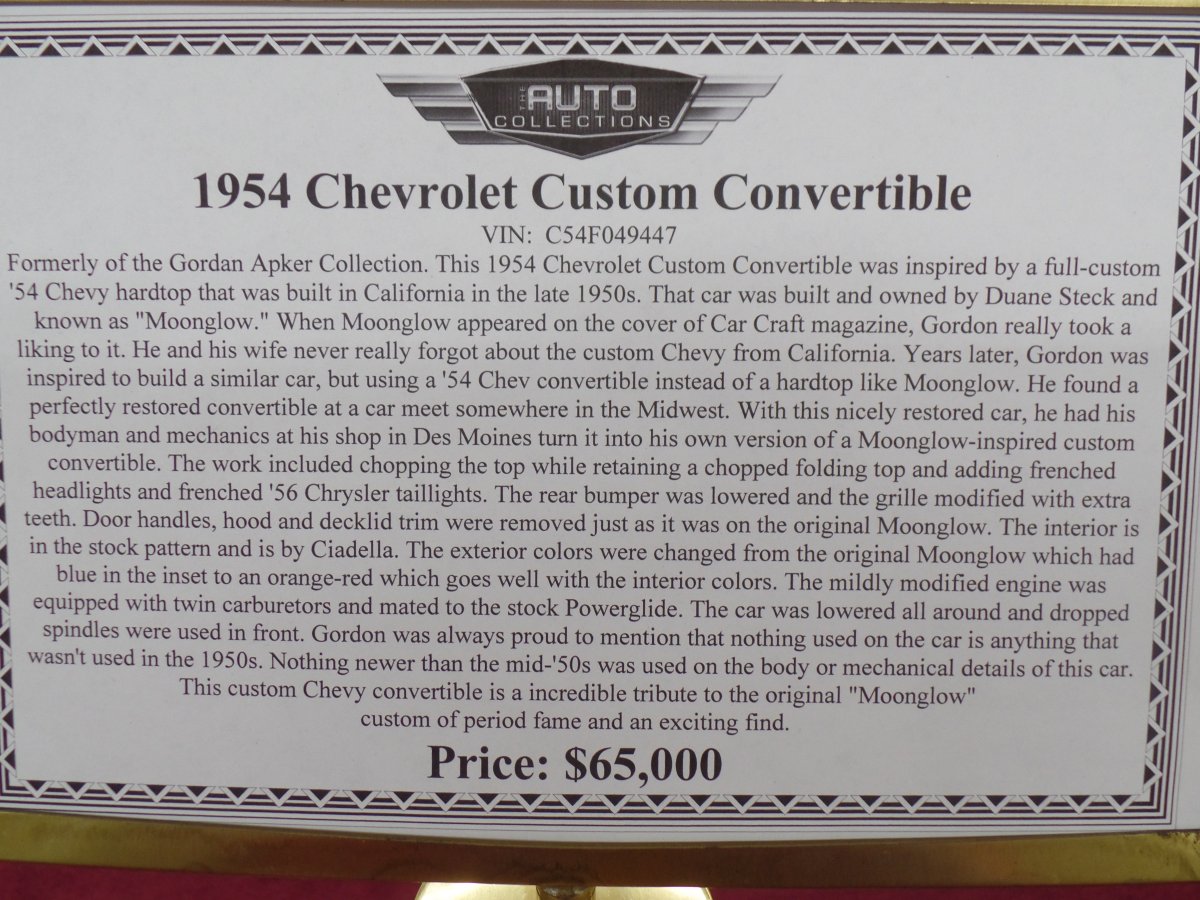 THE AUTO
COLLECTIONS
1954 Chevrolet Custom Convertible
VIN: C54F049447
Formerly of the Gordan Apker Collection. This 1954 Chevrolet Custom Convertible was inspired by a full-custom
'54 Chevy hardtop that was built in California in the late 1950s. That car was built and owned by Duane Steck and
known as "Moonglow." When Moonglow appeared on the cover of Car Craft magazine, Gordon really took a
liking to it. He and his wife never really forgot about the custom Chevy from California. Years later, Gordon was
inspired to build a similar car, but using a '54 Chev convertible instead of a hardtop like Moonglow. He found a
perfectly restored convertible at a car meet somewhere in the Midwest. With this nicely restored car, he had his
bodyman and mechanics at his shop in Des Moines turn it into his own version of a Moonglow-inspired custom
convertible. The work included chopping the top while retaining a chopped folding top and adding frenched
headlights and frenched '56 Chrysler taillights. The rear bumper was lowered and the grille modified with extra
teeth. Door handles, hood and decklid trim were removed just as it was on the original Moonglow. The interior is
in the stock pattern and is by Ciadella. The exterior colors were changed from the original Moonglow which had
blue in the inset to an orange-red which goes well with the interior colors. The mildly modified engine was
equipped with twin carburetors and mated to the stock Powerglide. The car was lowered all around and dropped
spindles were used in front. Gordon was always proud to mention that nothing used on the car is anything that
wasn't used in the 1950s. Nothing newer than the mid-'50s was used on the body or mechanical details of this car.
This custom Chevy convertible is a incredible tribute to the original "Moonglow"
custom of period fame and an exciting find.
Price: $65,000